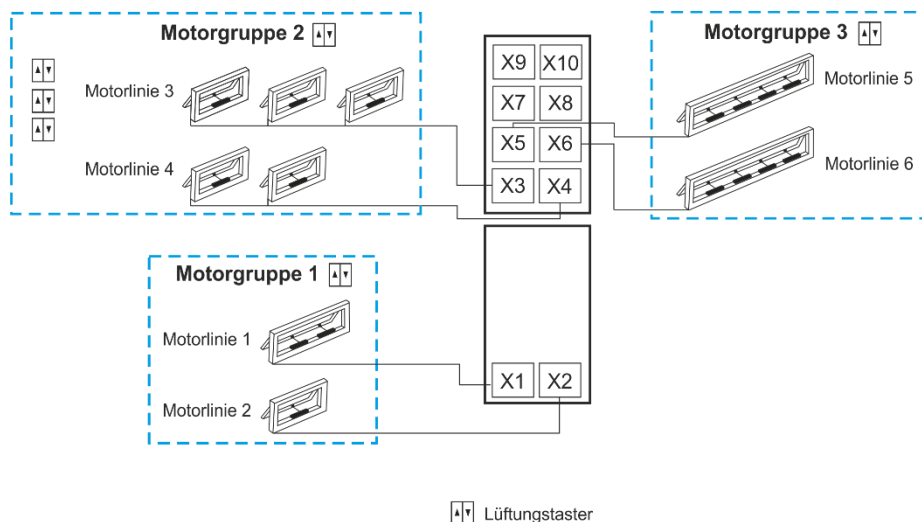 Motorgruppe 2
Motorlinie 3
Motorlinie 4
X9 X10
X7 X8
X5 X6
X3 X4
Motorgruppe 3
Motorlinie 5
Motorlinie 6
Motorgruppe 1
Motorlinie 1
Motorlinie 2
X1 X2
Lüftungstaster